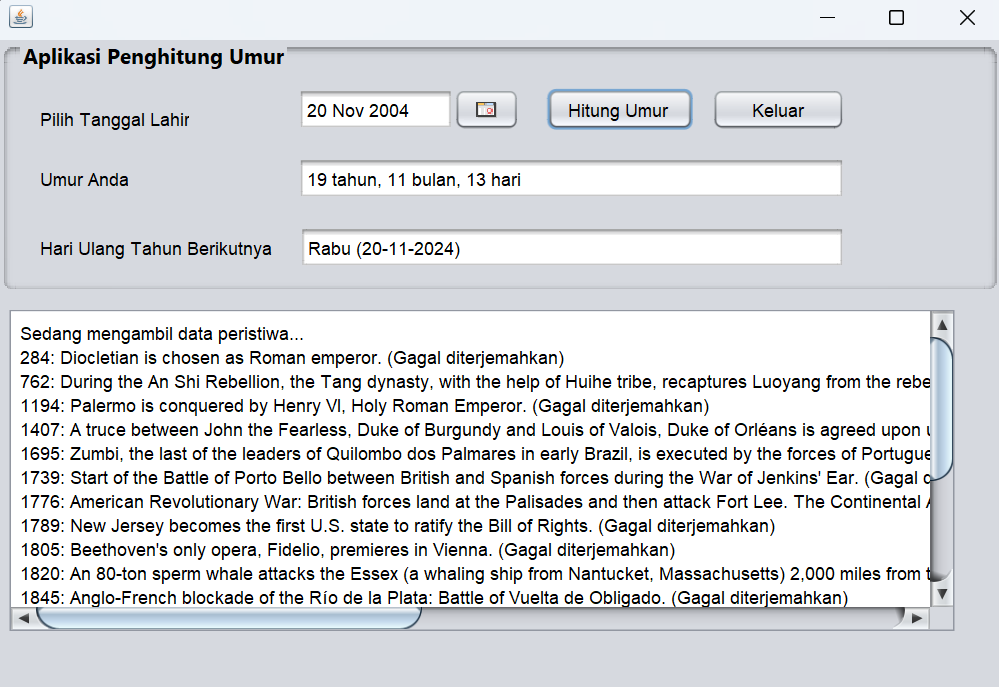 Aplikasi Penghitung Umur
Pilih Tanggal Lahir
20 Nov 2004
Hitung Umur
Keluar
Umur Anda
19 tahun, 11 bulan, 13 hari
Hari Ulang Tahun Berikutnya
Rabu (20-11-2024)
Sedang mengambil data peristiwa...
284: Diocletian is chosen as Roman emperor. (Gagal diterjemahkan)
762: During the An Shi Rebellion, the Tang dynasty, with the help of Huihe tribe, recaptures Luoyang from the rebe
1194: Palermo is conquered by Henry VI, Holy Roman Emperor. (Gagal diterjemahkan)
1407: A truce between John the Fearless, Duke of Burgundy and Louis of Valois, Duke of Orléans is agreed upon
1695: Zumbi, the last of the leaders of Quilombo dos Palmares in early Brazil, is executed by the forces of Portugue
1739: Start of the Battle of Porto Bello between British and Spanish forces during the War of Jenkins' Ear. (Gagal
1776: American Revolutionary War: British forces land at the Palisades and then attack Fort Lee. The Continental
1789: New Jersey becomes the first U.S. state to ratify the Bill of Rights. (Gagal diterjemahkan)
1805: Beethoven's only opera, Fidelio, premieres in Vienna. (Gagal diterjemahkan)
1820: An 80-ton sperm whale attacks the Essex (a whaling ship from Nantucket, Massachusetts) 2,000 miles from
1845: Anglo-French blockade of the Río de la Plata: Battle of Vuelta de Obligado. (Gagal diterjemahkan)